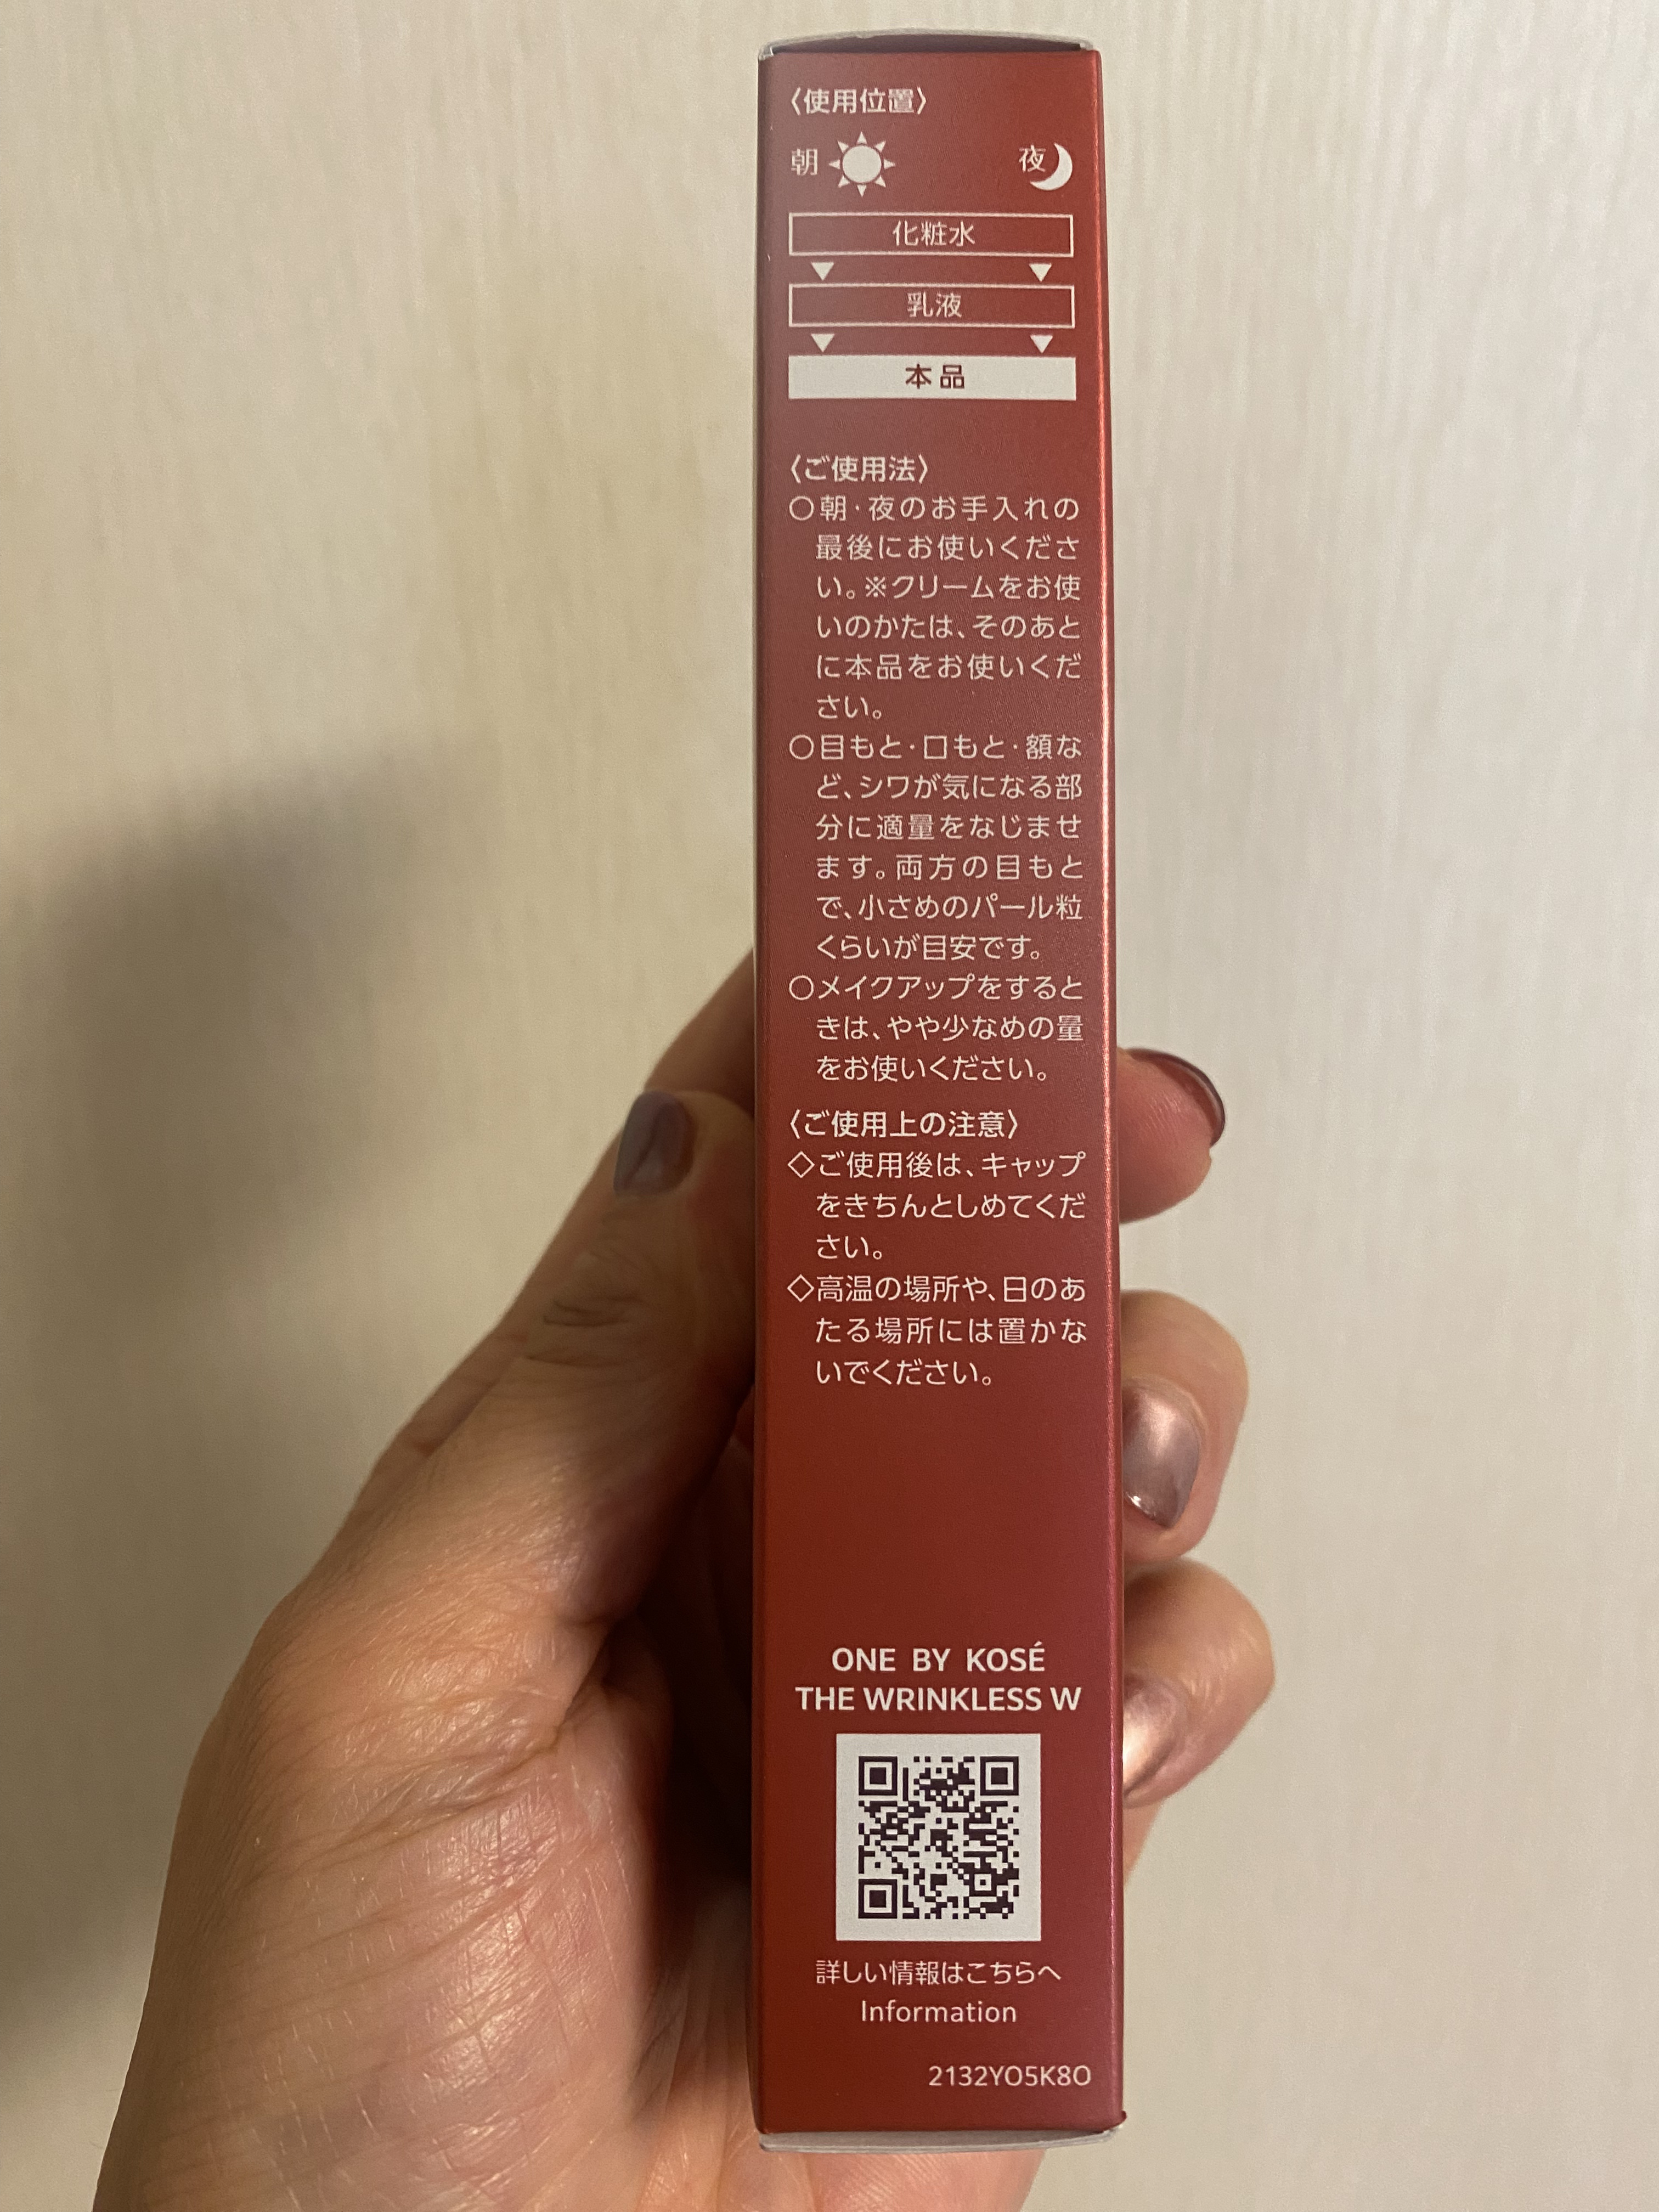 〈使用位置〉
朝 夜
化粧水
乳液
本品
〈ご使用法〉
○朝・夜のお手入れの
最後にお使いくださ
い。※クリームをお使
いのかたは、そのあと
に本品をお使いくだ
さい。
○目もと・口もと・額な
ど、シワが気になる部
分に適量をなじませ
ます。両方の目もと
で、小さめのパール粒
くらいが目安です。
○メイクアップをすると
きは、やや少なめの量
をお使いください。
〈ご使用上の注意〉
◇ご使用後は、キャップ
をきちんとしめてくだ
さい。
◇高温の場所や、日のあ
たる場所には置かな
いでください。
ONE BY KOSÉ
THE WRINKLESS W
詳しい情報はこちらへ
Information
2132YO5K8O